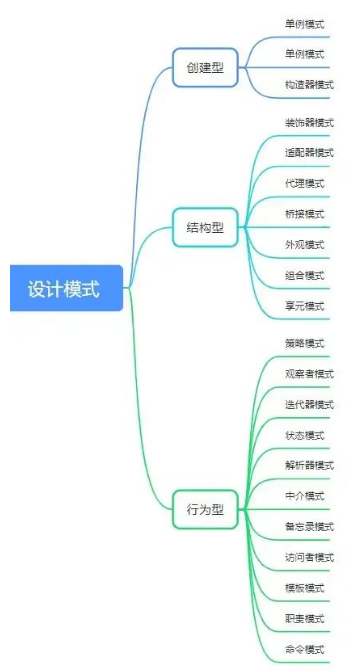 设计模式
创建型
单例模式
单例模式
构造器模式
结构型
装饰器模式
适配器模式
代理模式
桥接模式
外观模式
组合模式
享元模式
行为型
策略模式
观察者模式
迭代器模式
状态模式
解析器模式
中介模式
备忘录模式
访问者模式
模板模式
职责模式
命令模式